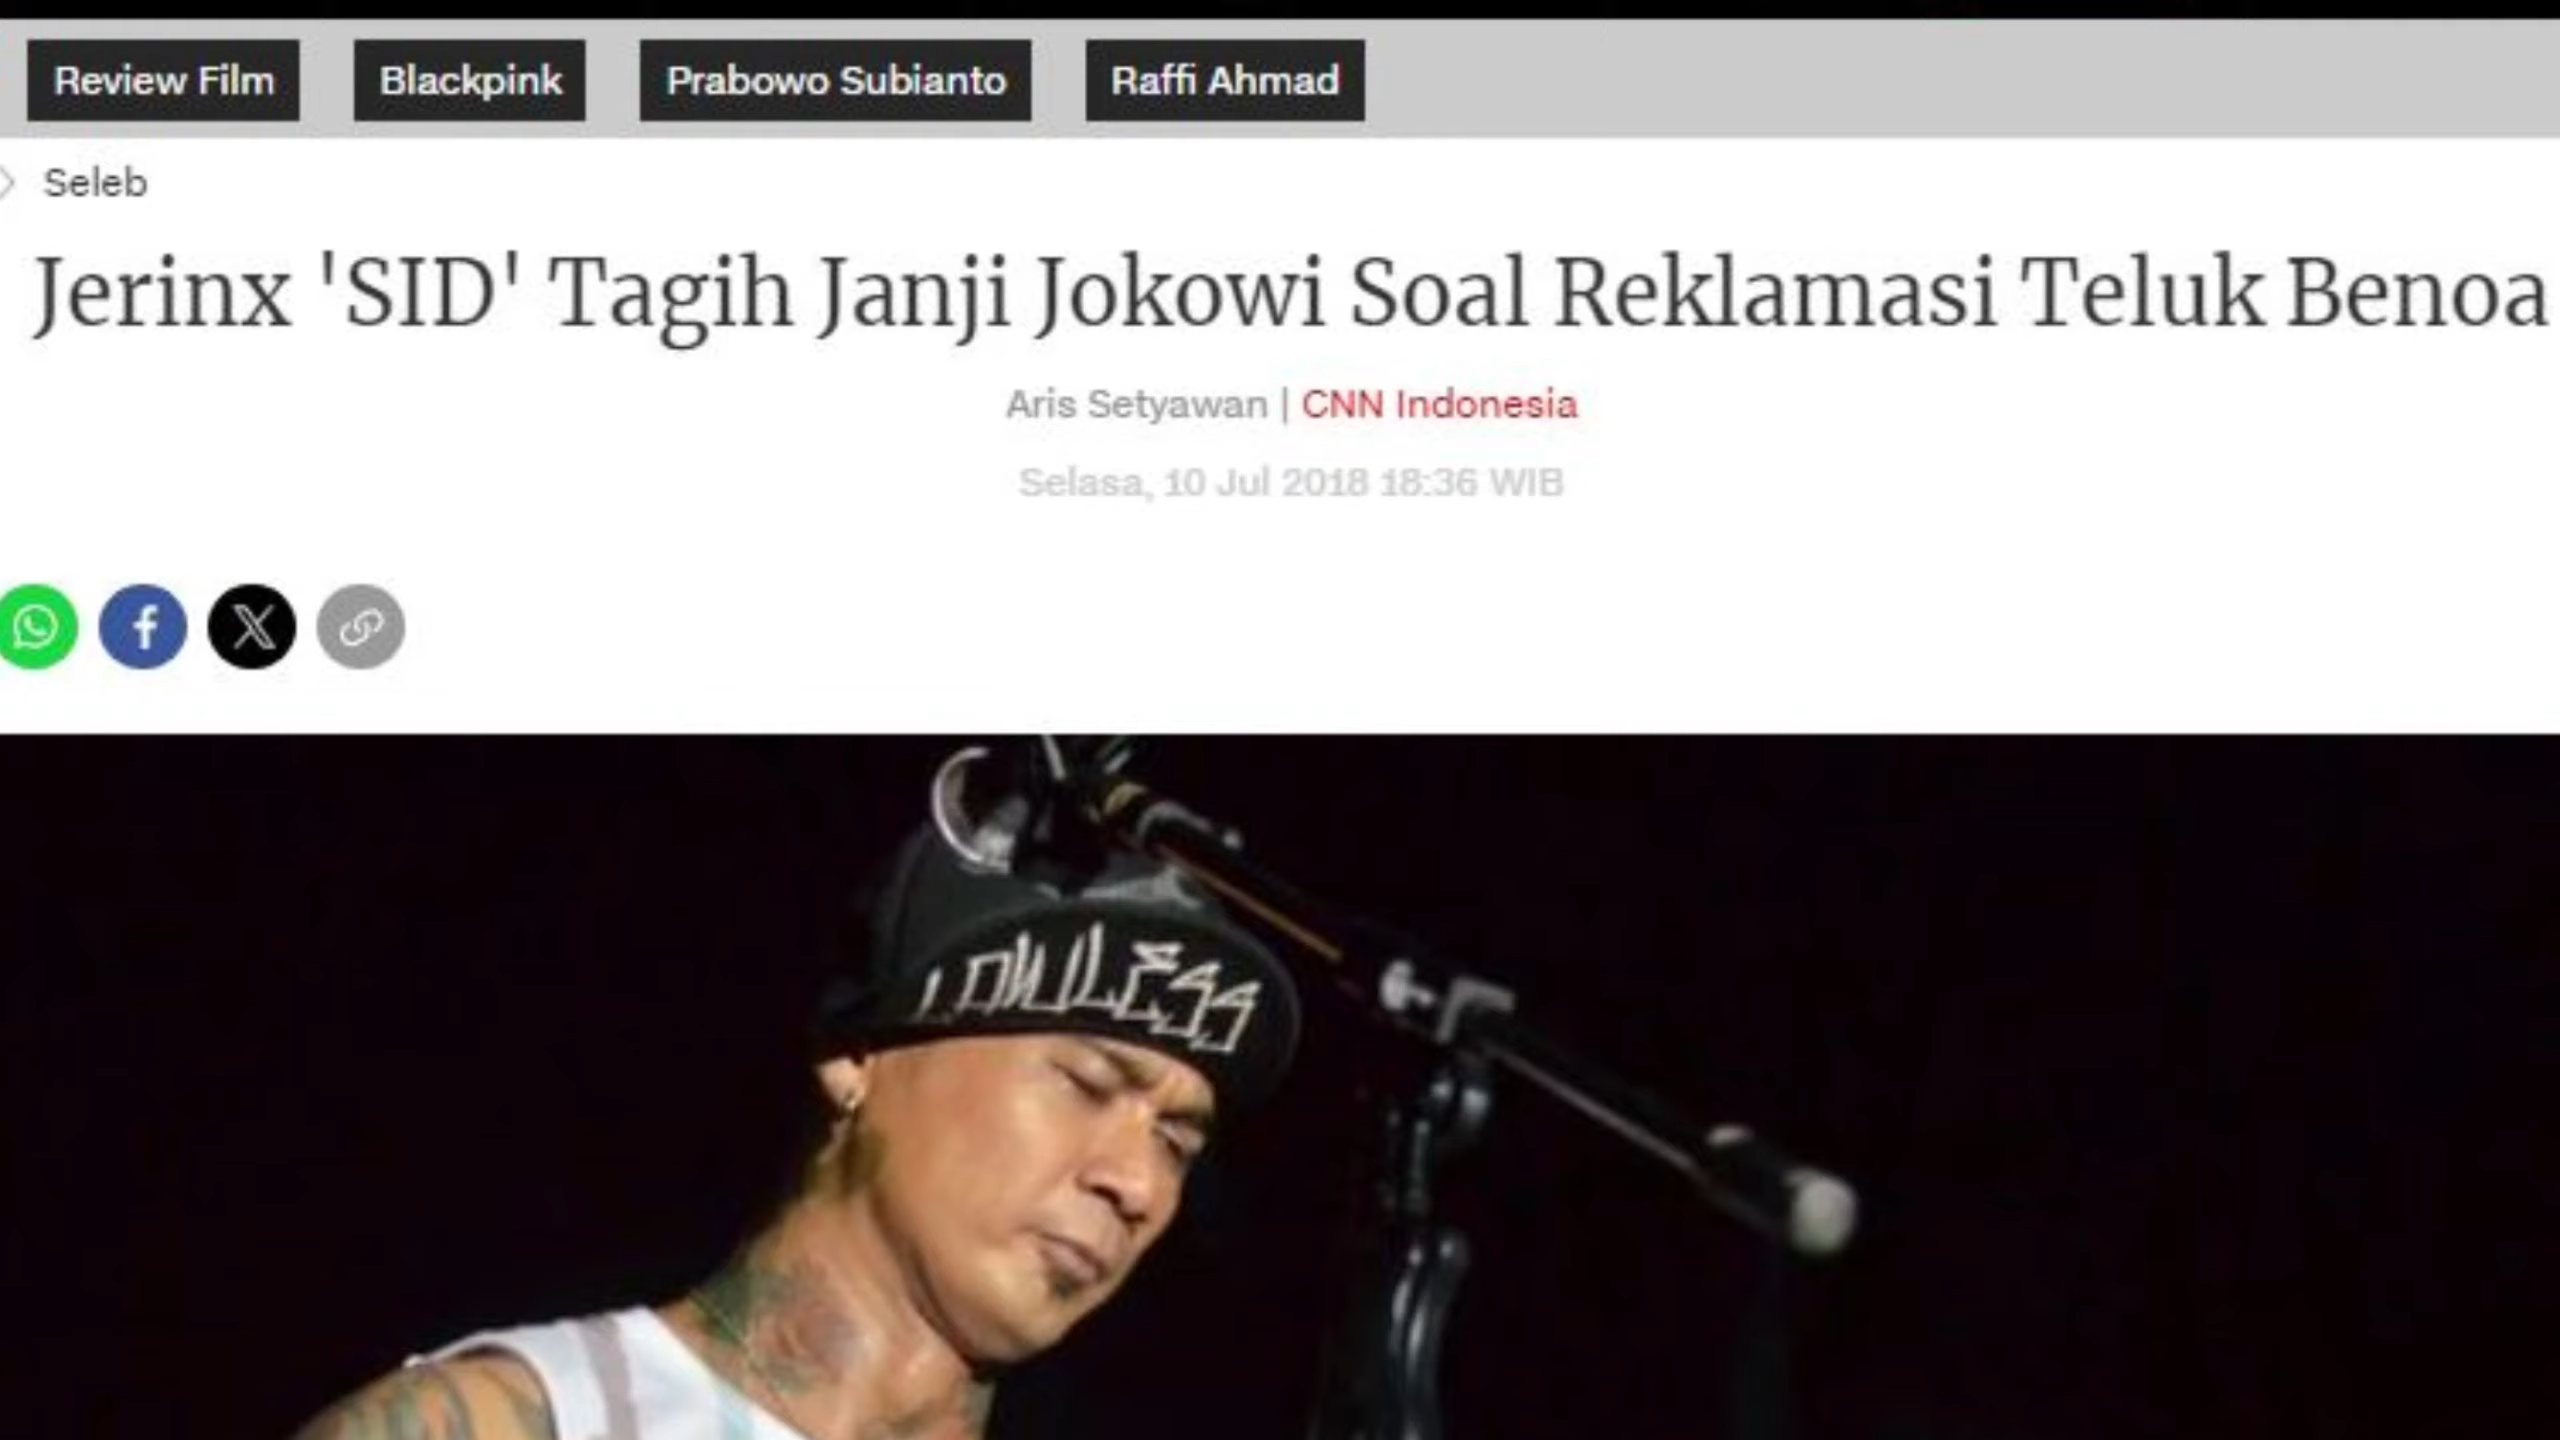 Review Film Blackpink Prabowo Subianto Raffi Ahmad
Seleb
Jerinx 'SID' Tagih Janji Jokowi Soal Reklamasi Teluk Benoa
Aris Setyawan | CNN Indonesia
Selasa, 10 Jul 2018 18:36 WIB
LOWLESS